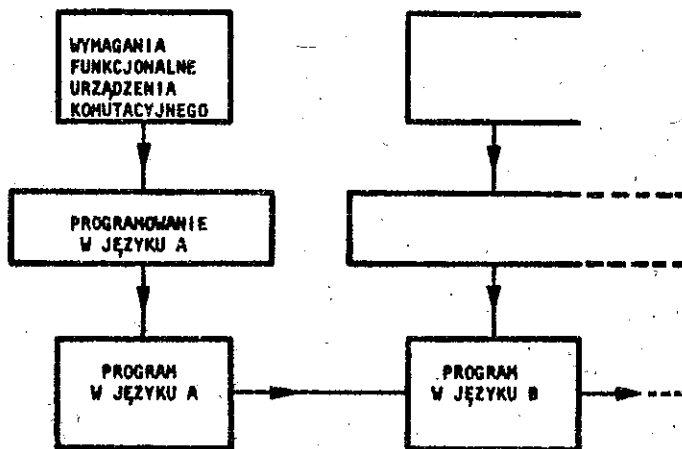 WYMAGANIA
FUNKCJONALNE
URZĄDZENIA
KOMUTACYJNEGO
PROGRAMOWANIE
W JĘZYKU A
PROGRAM
W JĘZYKU A
PROGRAM
W JĘZYKU B